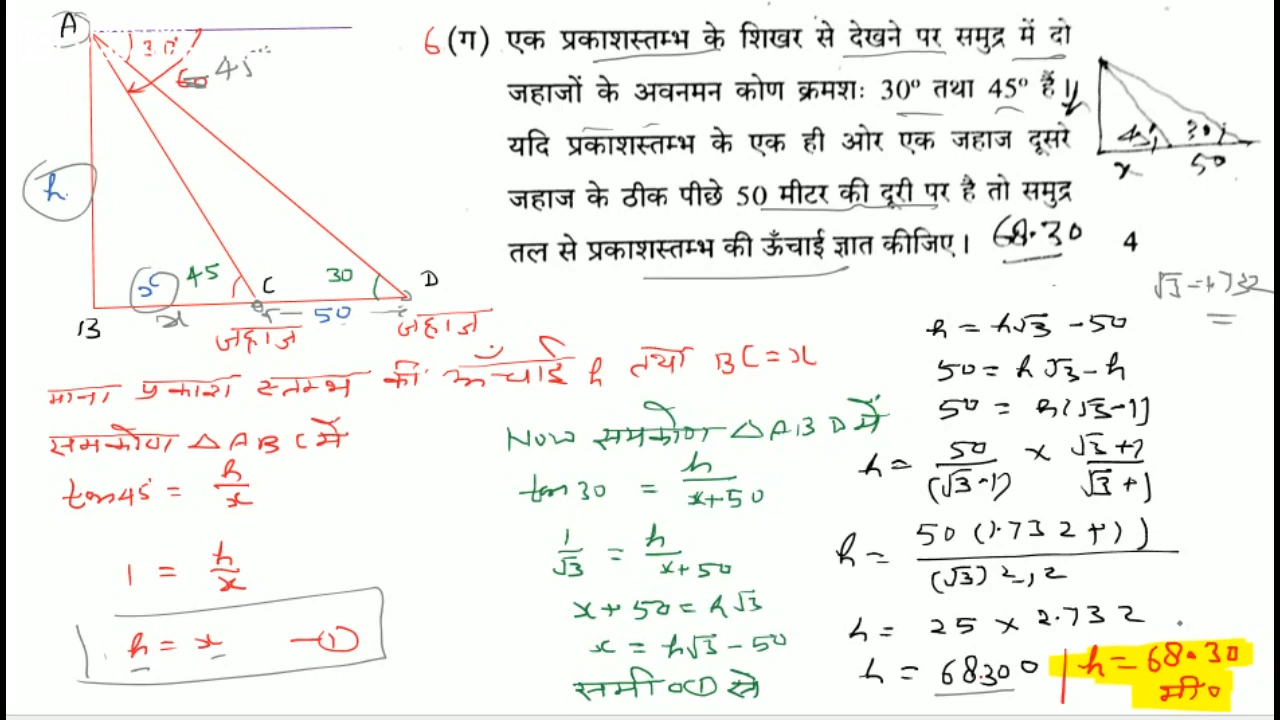 6 (ग) एक प्रकाशस्तम्भ के शिखर से देखने पर समुद्र में दो
जहाजों के अवनमन कोण क्रमशः 30° तथा 45° हैं।
यदि प्रकाशस्तम्भ के एक ही ओर एक जहाज दूसरे
जहाज के ठीक पीछे 50 मीटर की दूरी पर है तो समुद्र
तल से प्रकाशस्तम्भ की ऊँचाई ज्ञात कीजिए। 68.30 4
45 30
x 50
√3 = 1.732
A
30
60 45
h
x 45 C 30 D
B x 50
जहाज जहाज
माना प्रकाश स्तम्भ की ऊँचाई h तथा BC = x
समकोण △ABC में
tan 45 = h/x
1 = h/x
h = x —①
Now समकोण △ABD में
tan 30 = h/x+50
1/√3 = h/x+50
x + 50 = h√3
x = h√3 - 50
समी० ① से
h = h√3 - 50
50 = h√3 - h
50 = h(√3-1)
h = 50/(√3-1) × √3+1/√3+1
h = 50(1.732+1)/(√3)2-12
h = 25 × 2.732
h = 68.300
h = 68.30
मी०